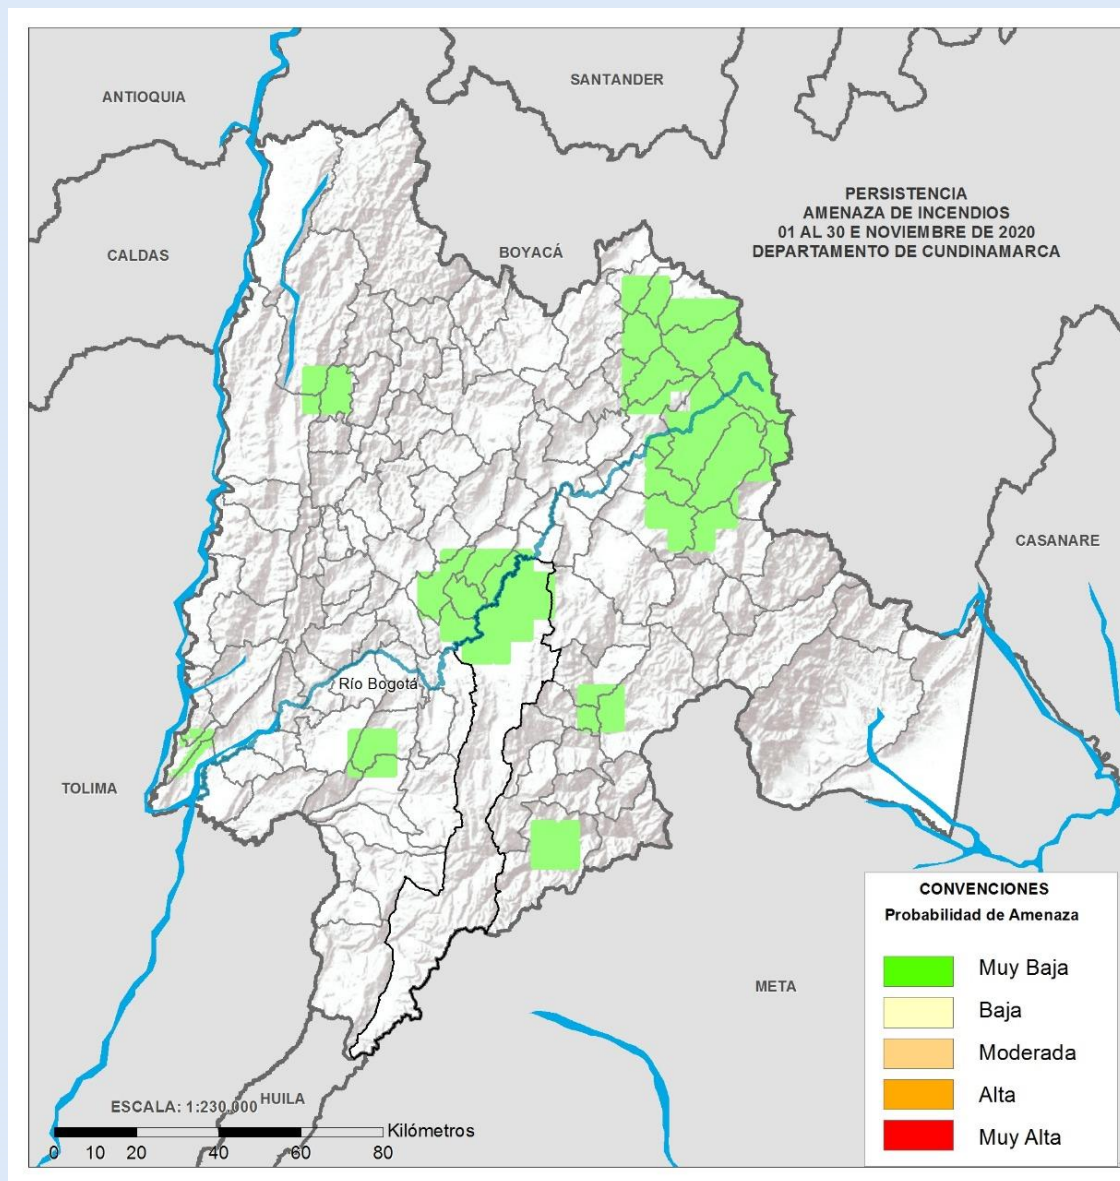 SANTANDER
ANTIOQUIA
PERSISTENCIA
AMENAZA DE INCENDIOS
01 AL 30 E NOVIEMBRE DE 2020
DEPARTAMENTO DE CUNDINAMARCA
CALDAS
BOYACÁ
CASANARE
Río Bogotá
TOLIMA
META
HUILA
ESCALA: 1:230.000
Kilómetros
0 10 20 40 60 80
CONVENCIONES
Probabilidad de Amenaza
Muy Baja
Baja
Moderada
Alta
Muy Alta